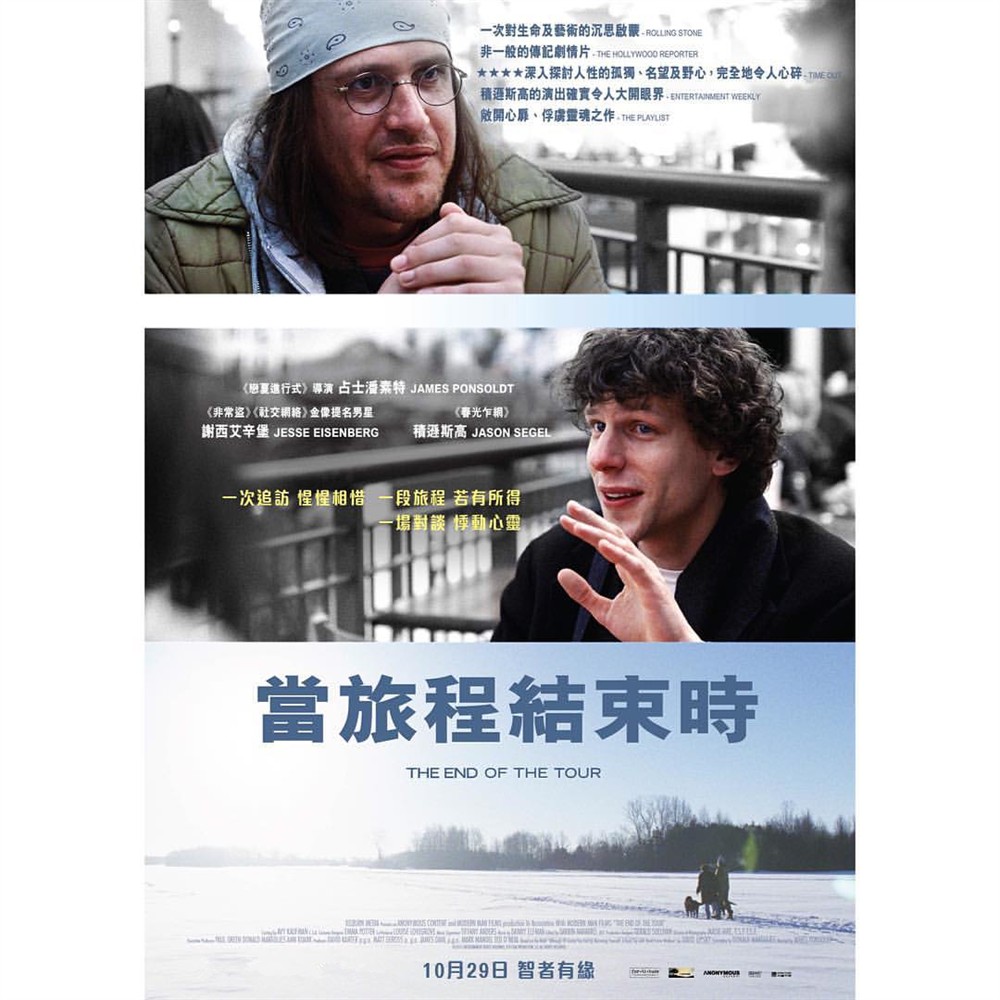 一次對生命及藝術的沉思啟蒙 - ROLLING STONE
非一般的傳記劇情片 - THE HOLLYWOOD REPORTER
★★★★深入探討人性的孤獨、名望及野心，完全地令人心碎 - TIME OUT
積遜斯高的演出確實令人大開眼界 - ENTERTAINMENT WEEKLY
敞開心扉、俘虜靈魂之作 - THE PLAYLIST
《戀夏進行式》導演 占士潘素特 JAMES PONSOLDT
《非常盜》《社交網絡》金像提名男星
謝西艾辛堡 JESSE EISENBERG
《春光乍網》
積遜斯高 JASON SEGEL
一次追訪 惺惺相惜 一段旅程 若有所得
一場對談 悸動心靈
當旅程結束時
THE END OF THE TOUR
10月29日 智者有緣
ANONYMOUS